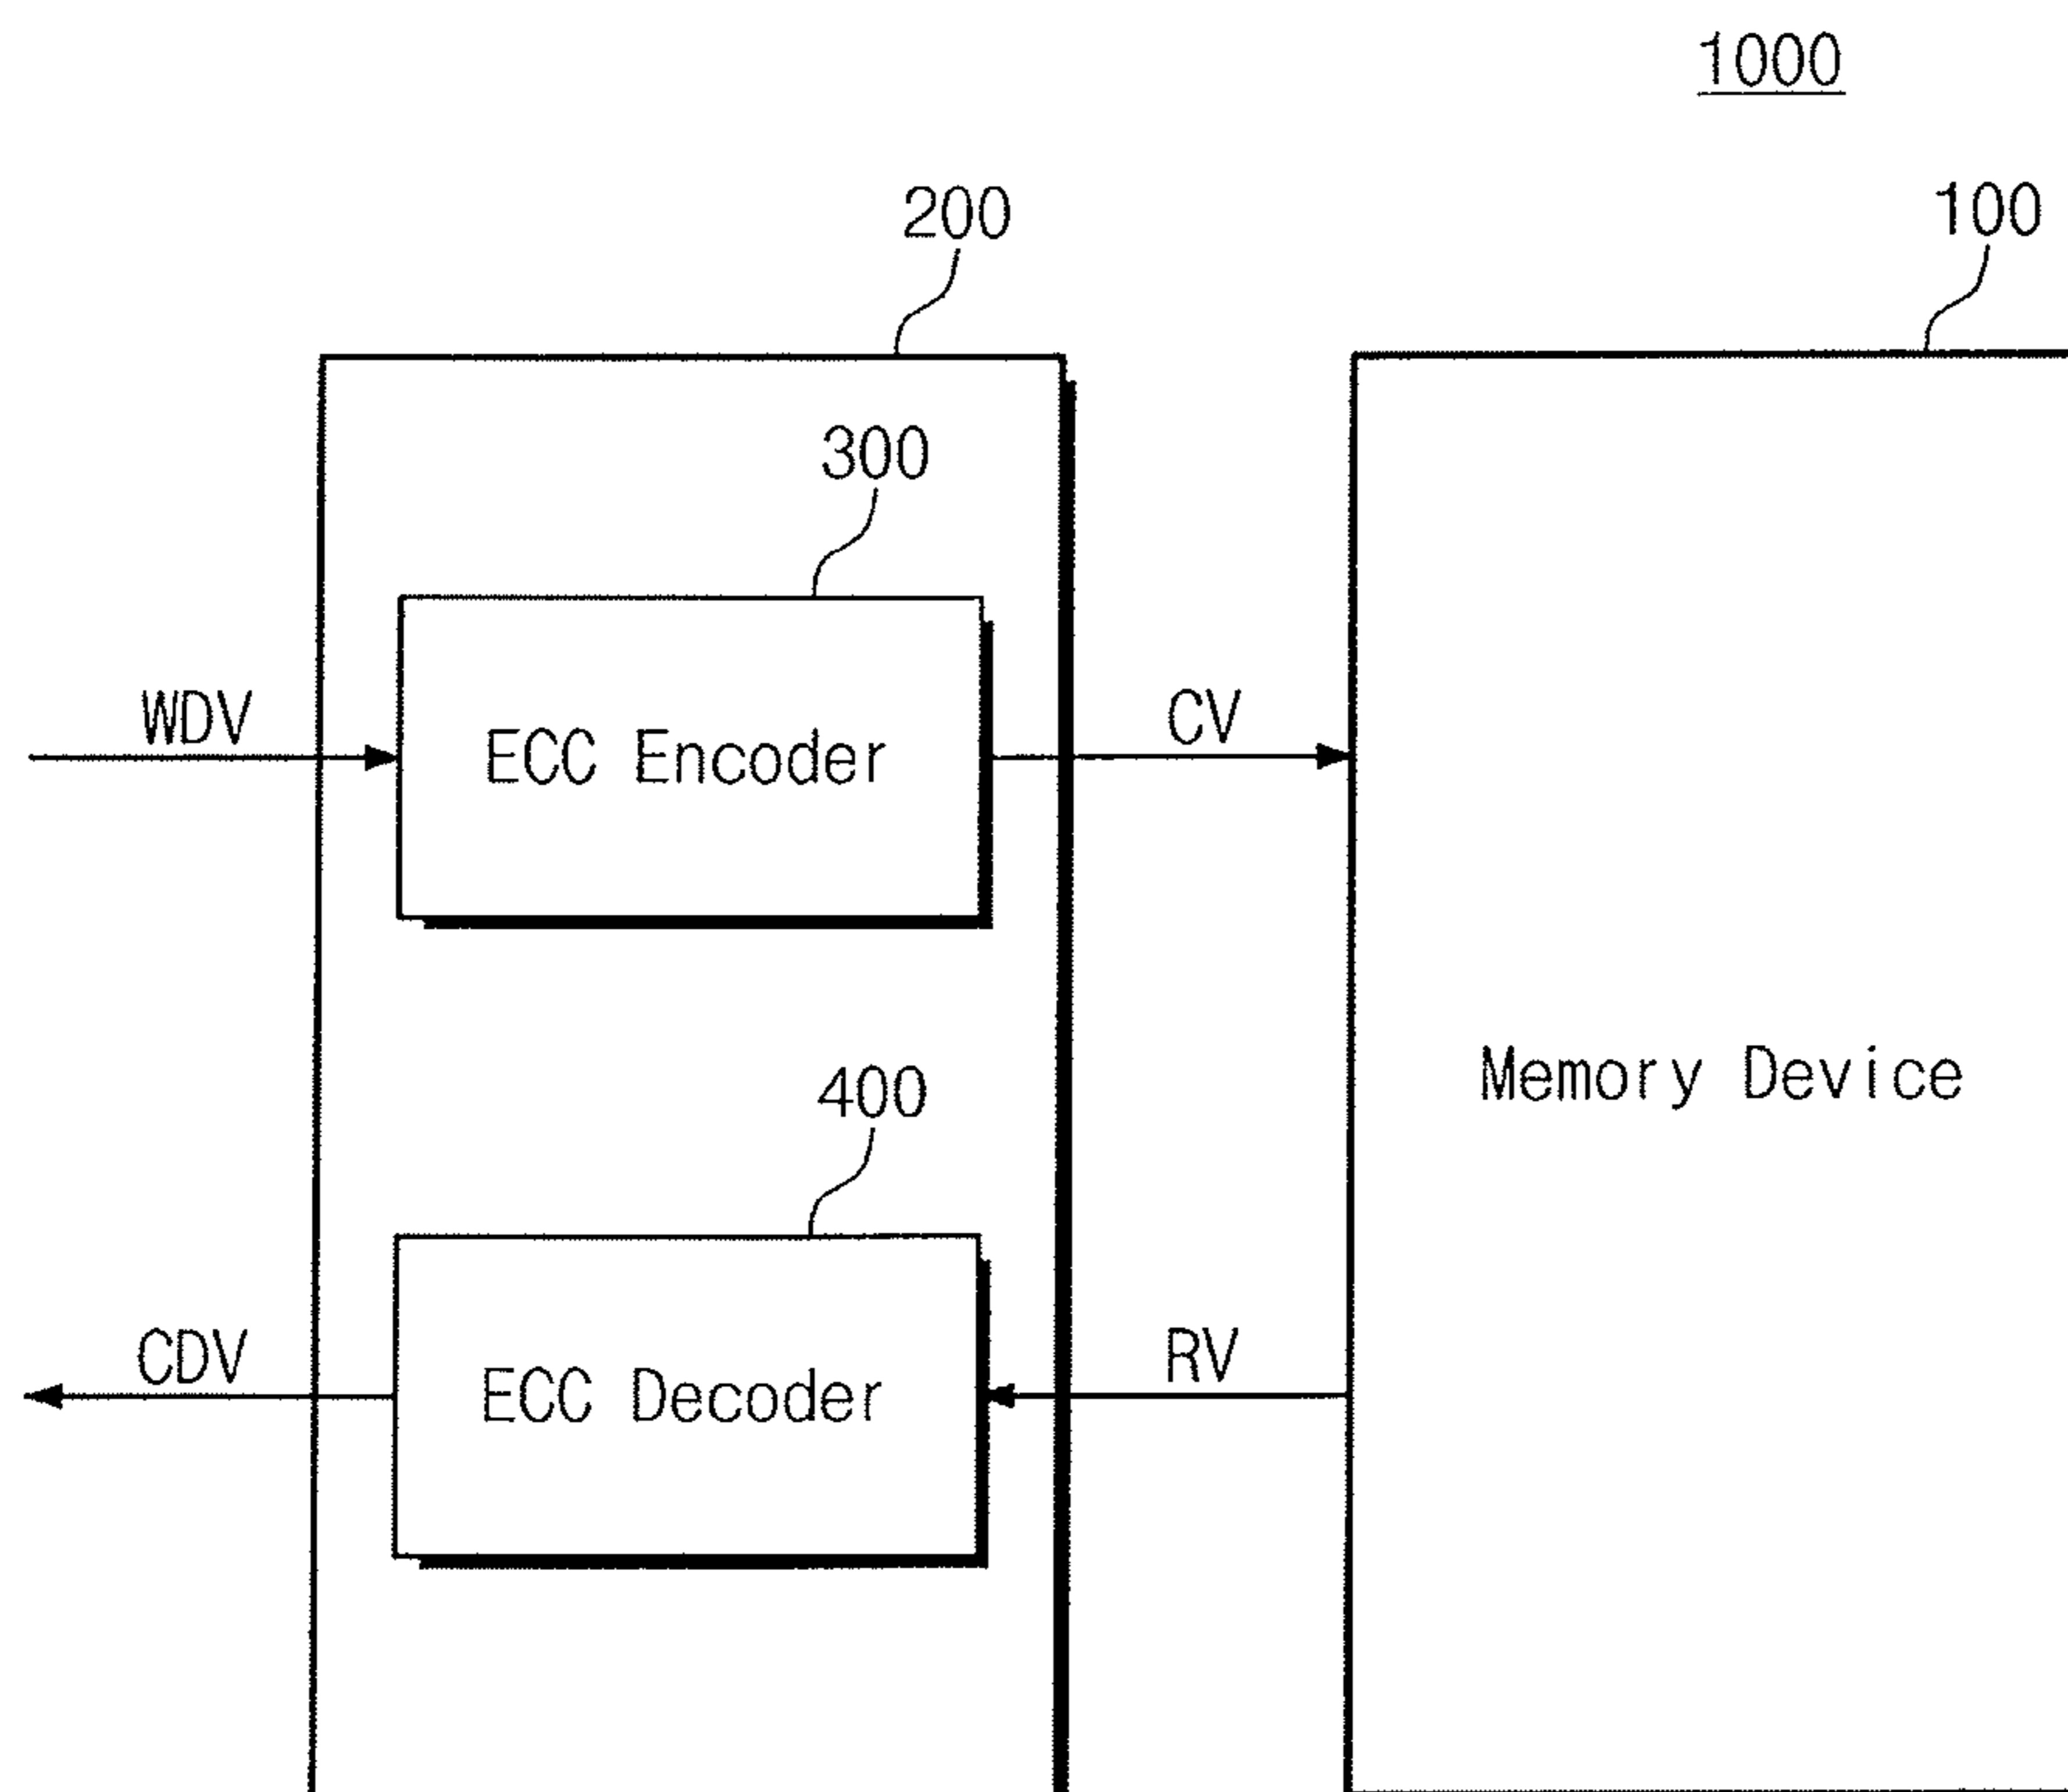 1000
200
100
300
WDV
ECC Encoder
CV
Memory Device
400
CDV
ECC Decoder
RV